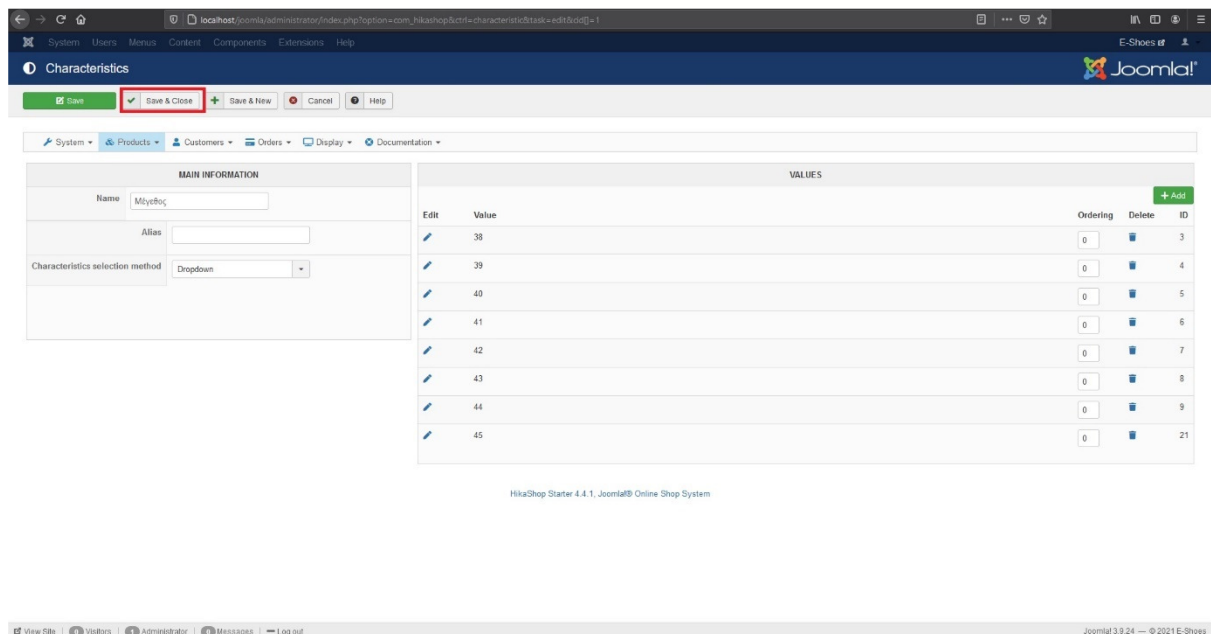 localhost/joomla/administrator/index.php?option=com_hikashop&ctrl=characteristic&task=edit&cid[]=1
System Users Menus Content Components Extensions Help
E-Shoes
Characteristics
Joomla!®
Save
Save & Close
Save & New
Cancel
Help
System
Products
Customers
Orders
Display
Documentation
MAIN INFORMATION
Name
Μέγεθος
Alias
Characteristics selection method
Dropdown
VALUES
Add
Edit Value Ordering Delete ID
38 0 3
39 0 4
40 0 5
41 0 6
42 0 7
43 0 8
44 0 9
45 0 21
HikaShop Starter 4.4.1, Joomla!® Online Shop System
View Site 0 Visitors 1 Administrator 0 Messages Log out
Joomla! 3.9.24 — © 2021 E-Shoes